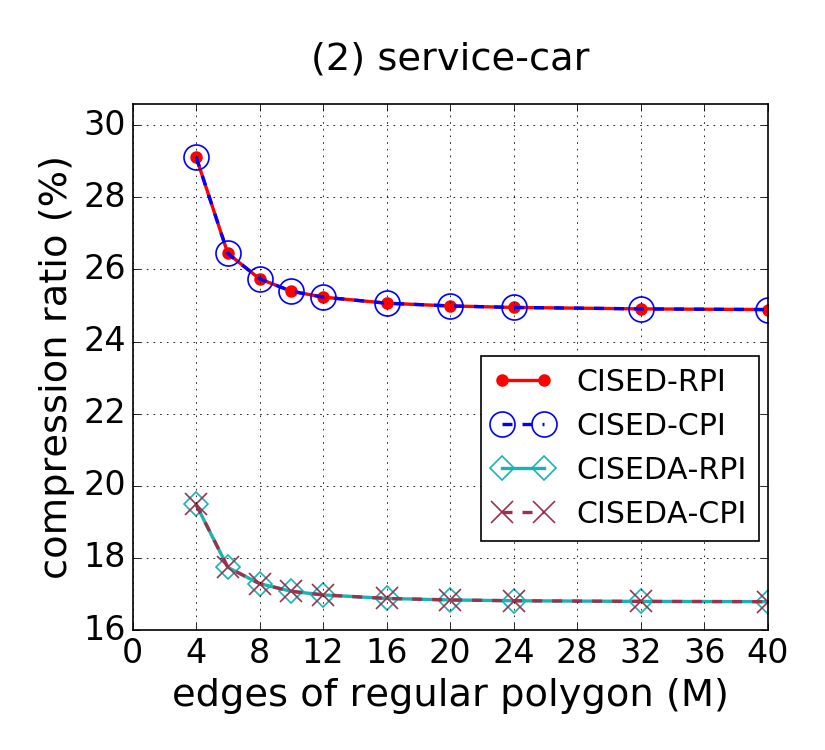 (2) service-car
compression ratio (%)
30
28
26
24
22
20
18
16
CISED-RPI
CISED-CPI
CISEDA-RPI
CISEDA-CPI
0 4 8 12 16 20 24 28 32 36 40
edges of regular polygon (M)